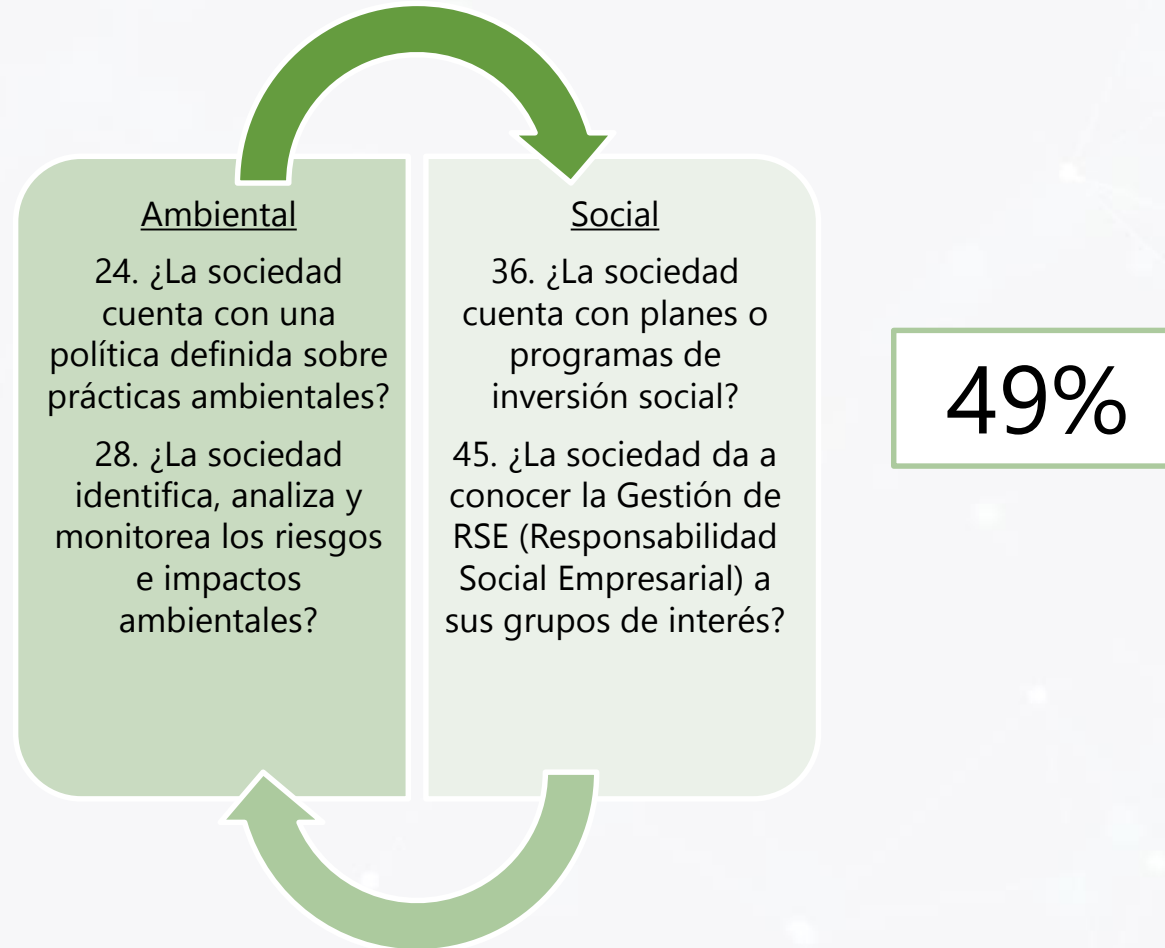 Ambiental
24. ¿La sociedad
cuenta con una
política definida sobre
prácticas ambientales?
28. ¿La sociedad
identifica, analiza y
monitorea los riesgos
e impactos
ambientales?
Social
36. ¿La sociedad
cuenta con planes o
programas de
inversión social?
45. ¿La sociedad da a
conocer la Gestión de
RSE (Responsabilidad
Social Empresarial) a
sus grupos de interés?
49%